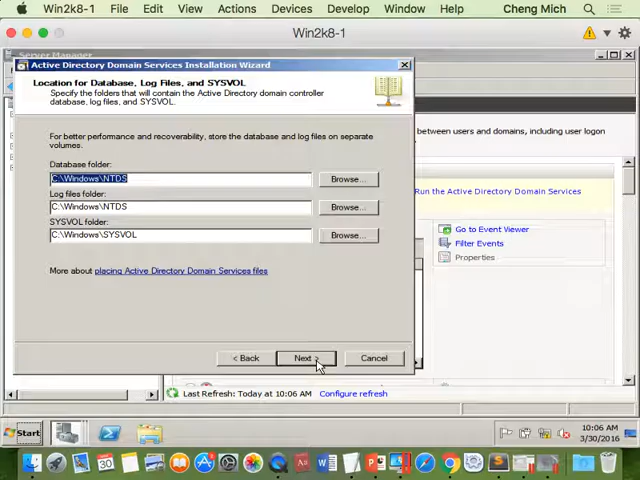 Win2k8-1 File Edit View Actions Devices Window Help Cheng Mich
Win2k8-1
Server Manager
Active Directory Domain Services Installation Wizard
Location for Database, Log Files, and SYSVOL
Specify the folders that will contain the Active Directory domain controller
database, log files, and SYSVOL.
For better performance and recoverability, store the database and log files on separate
volumes.
Database folder:
C:\Windows\NTDS
Browse...
Log files folder:
C:\Windows\NTDS
Browse...
SYSVOL folder:
C:\Windows\SYSVOL
Browse...
More about placing Active Directory Domain Services files
< Back
Next >
Cancel
between users and domains, including user logon
Run the Active Directory Domain Services
Go to Event Viewer
Filter Events
Properties
Last Refresh: Today at 10:06 AM Configure refresh
Start
10:06 AM
3/30/2016
30